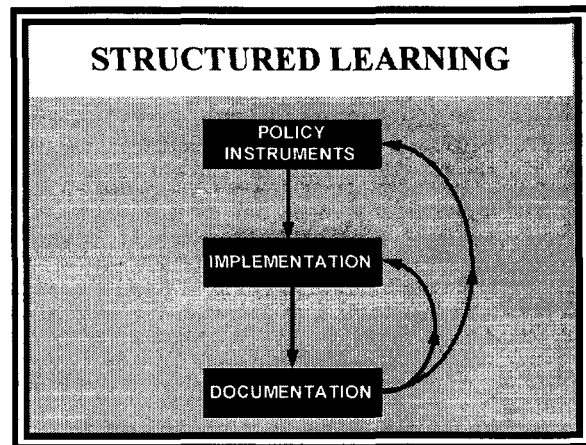 STRUCTURED LEARNING
POLICY
INSTRUMENTS
IMPLEMENTATION
DOCUMENTATION